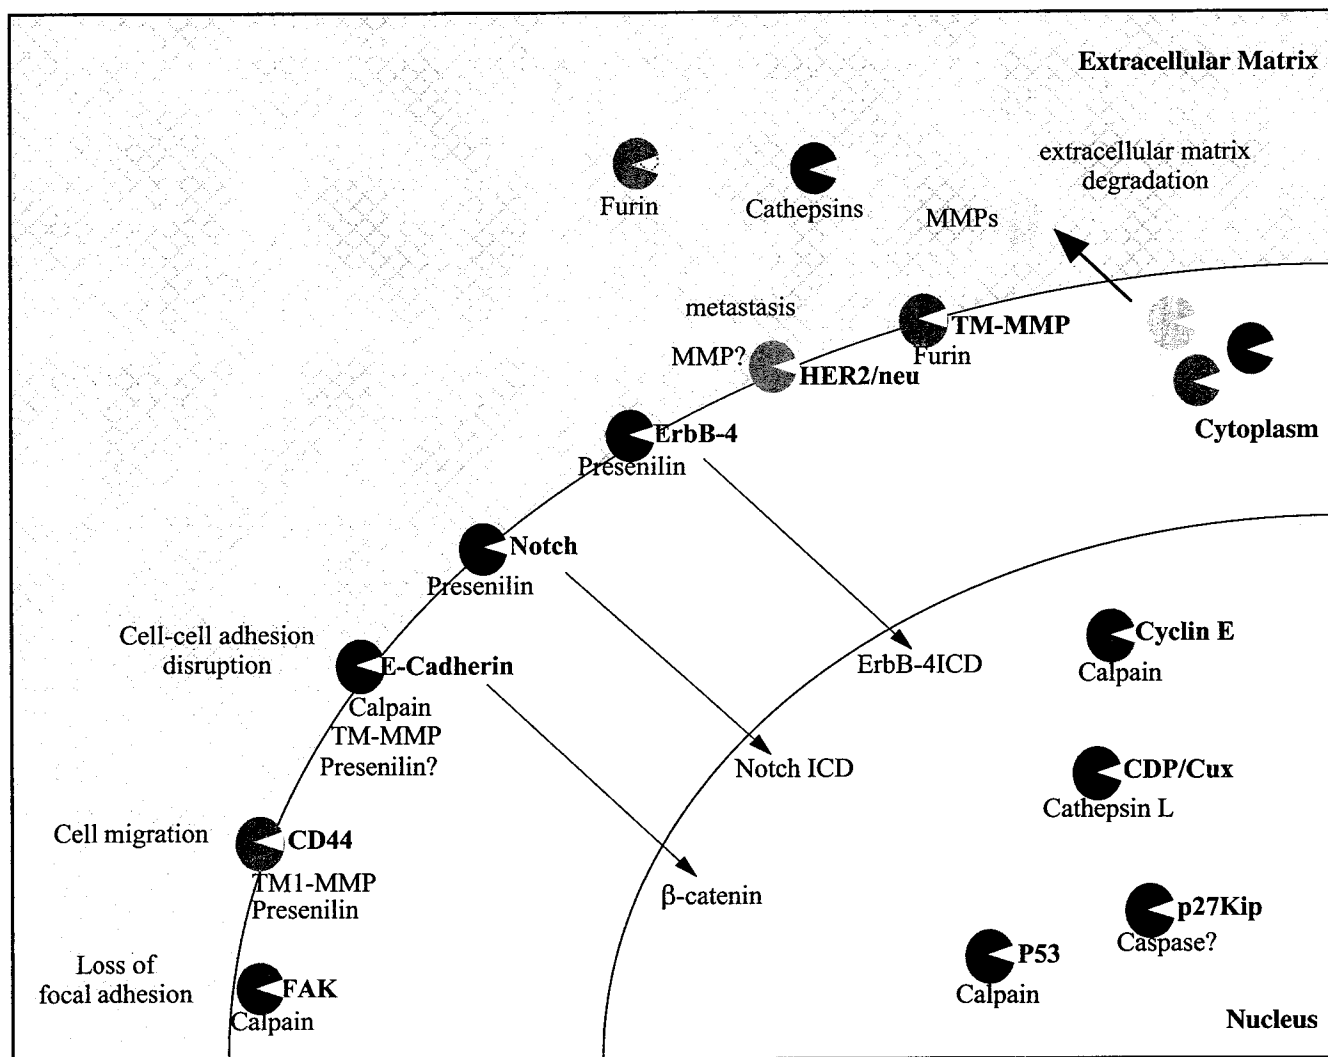 Extracellular Matrix
extracellular matrix
degradation
Furin
Cathepsins
MMPs
metastasis
TM-MMP
Furin
MMP?
HER2/neu
Cytoplasm
ErbB-4
Presenilin
Notch
Presenilin
Cell-cell adhesion
disruption
E-Cadherin
Calpain
TM-MMP
Presenilin?
ErbB-4ICD
Cyclin E
Calpain
Notch ICD
CDP/Cux
Cathepsin L
Cell migration
CD44
TM1-MMP
Presenilin
β-catenin
p27Kip
Caspase?
P53
Calpain
Loss of
focal adhesion
FAK
Calpain
Nucleus